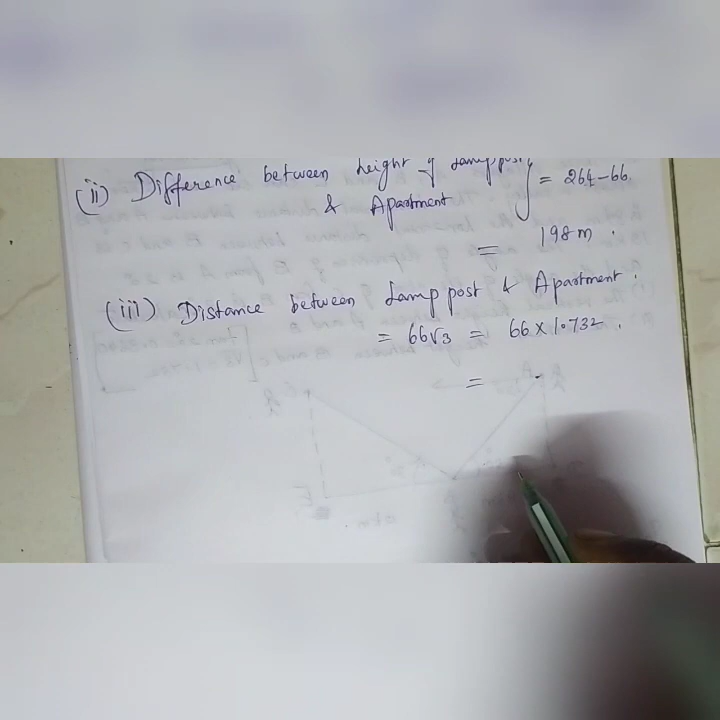 (ii) Difference between height of Lamp post
& Apartment } = 264-66.
= 198 m .
(iii) Distance between Lamp post & Apartment .
= 66√3 = 66 × 1.732 .
=